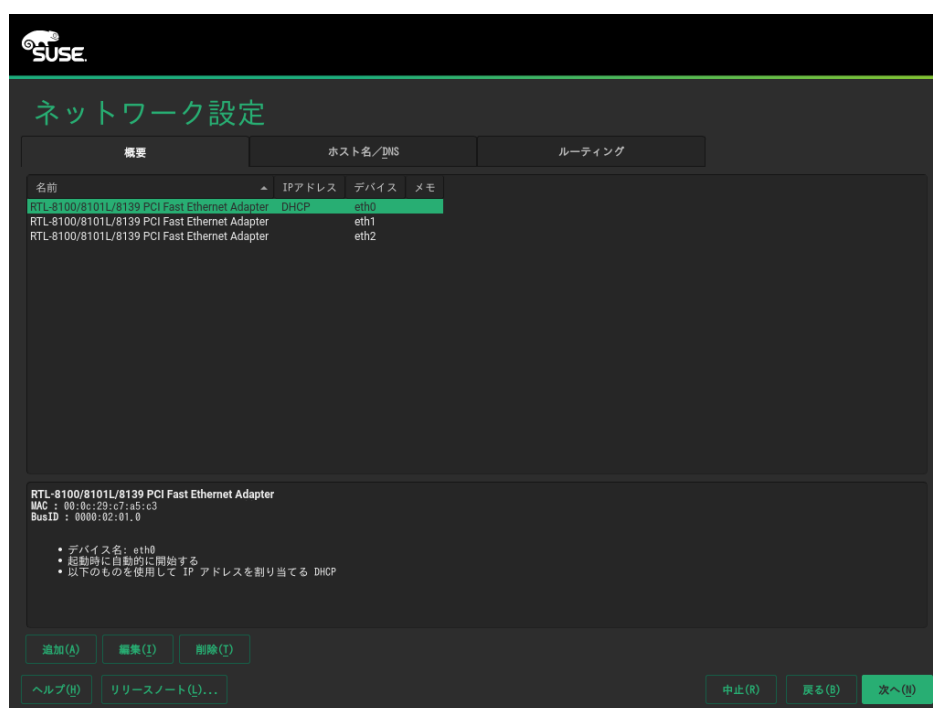 SUSE.
ネットワーク設定
概要 ホスト名/DNS ルーティング
名前 IPアドレス デバイス メモ
RTL-8100/8101L/8139 PCI Fast Ethernet Adapter DHCP eth0
RTL-8100/8101L/8139 PCI Fast Ethernet Adapter eth1
RTL-8100/8101L/8139 PCI Fast Ethernet Adapter eth2
RTL-8100/8101L/8139 PCI Fast Ethernet Adapter
MAC : 00:0c:29:c7:a5:c3
BusID : 0000:02:01.0
• デバイス名: eth0
• 起動時に自動的に開始する
• 以下のものを使用して IP アドレスを割り当てる DHCP
追加(A) 編集(I) 削除(T)
ヘルプ(H) リリースノート(L)... 中止(R) 戻る(B) 次へ(N)